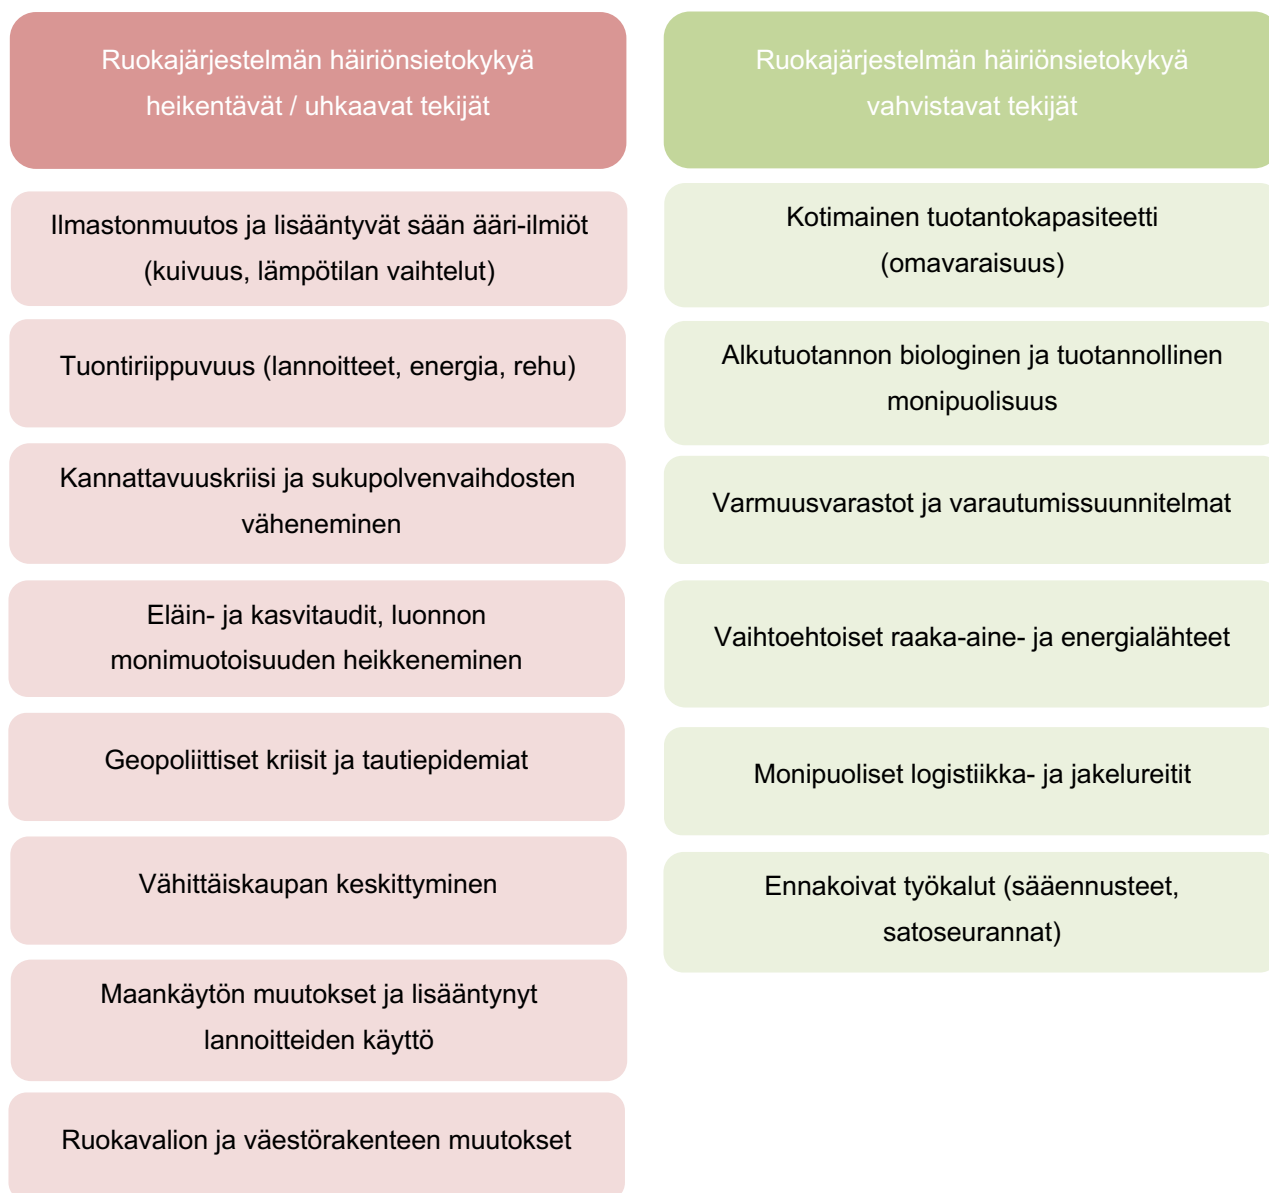 Ruokajärjestelmän häiriönsietokykyä
heikentävät / uhkaavat tekijät
Ilmastonmuutos ja lisääntyvät sään ääri-ilmiöt
(kuivuus, lämpötilan vaihtelut)
Tuontiriippuvuus (lannoitteet, energia, rehu)
Kannattavuuskriisi ja sukupolvenvaihdosten
väheneminen
Eläin- ja kasvitaudit, luonnon
monimuotoisuuden heikkeneminen
Geopoliittiset kriisit ja tautiepidemiat
Vähittäiskaupan keskittyminen
Maankäytön muutokset ja lisääntynyt
lannoitteiden käyttö
Ruokavalion ja väestörakenteen muutokset
Ruokajärjestelmän häiriönsietokykyä
vahvistavat tekijät
Kotimainen tuotantokapasiteetti
(omavaraisuus)
Alkutuotannon biologinen ja tuotannollinen
monipuolisuus
Varmuusvarastot ja varautumissuunnitelmat
Vaihtoehtoiset raaka-aine- ja energialähteet
Monipuoliset logistiikka- ja jakelureitit
Ennakoivat työkalut (sääennusteet,
satoseurannat)